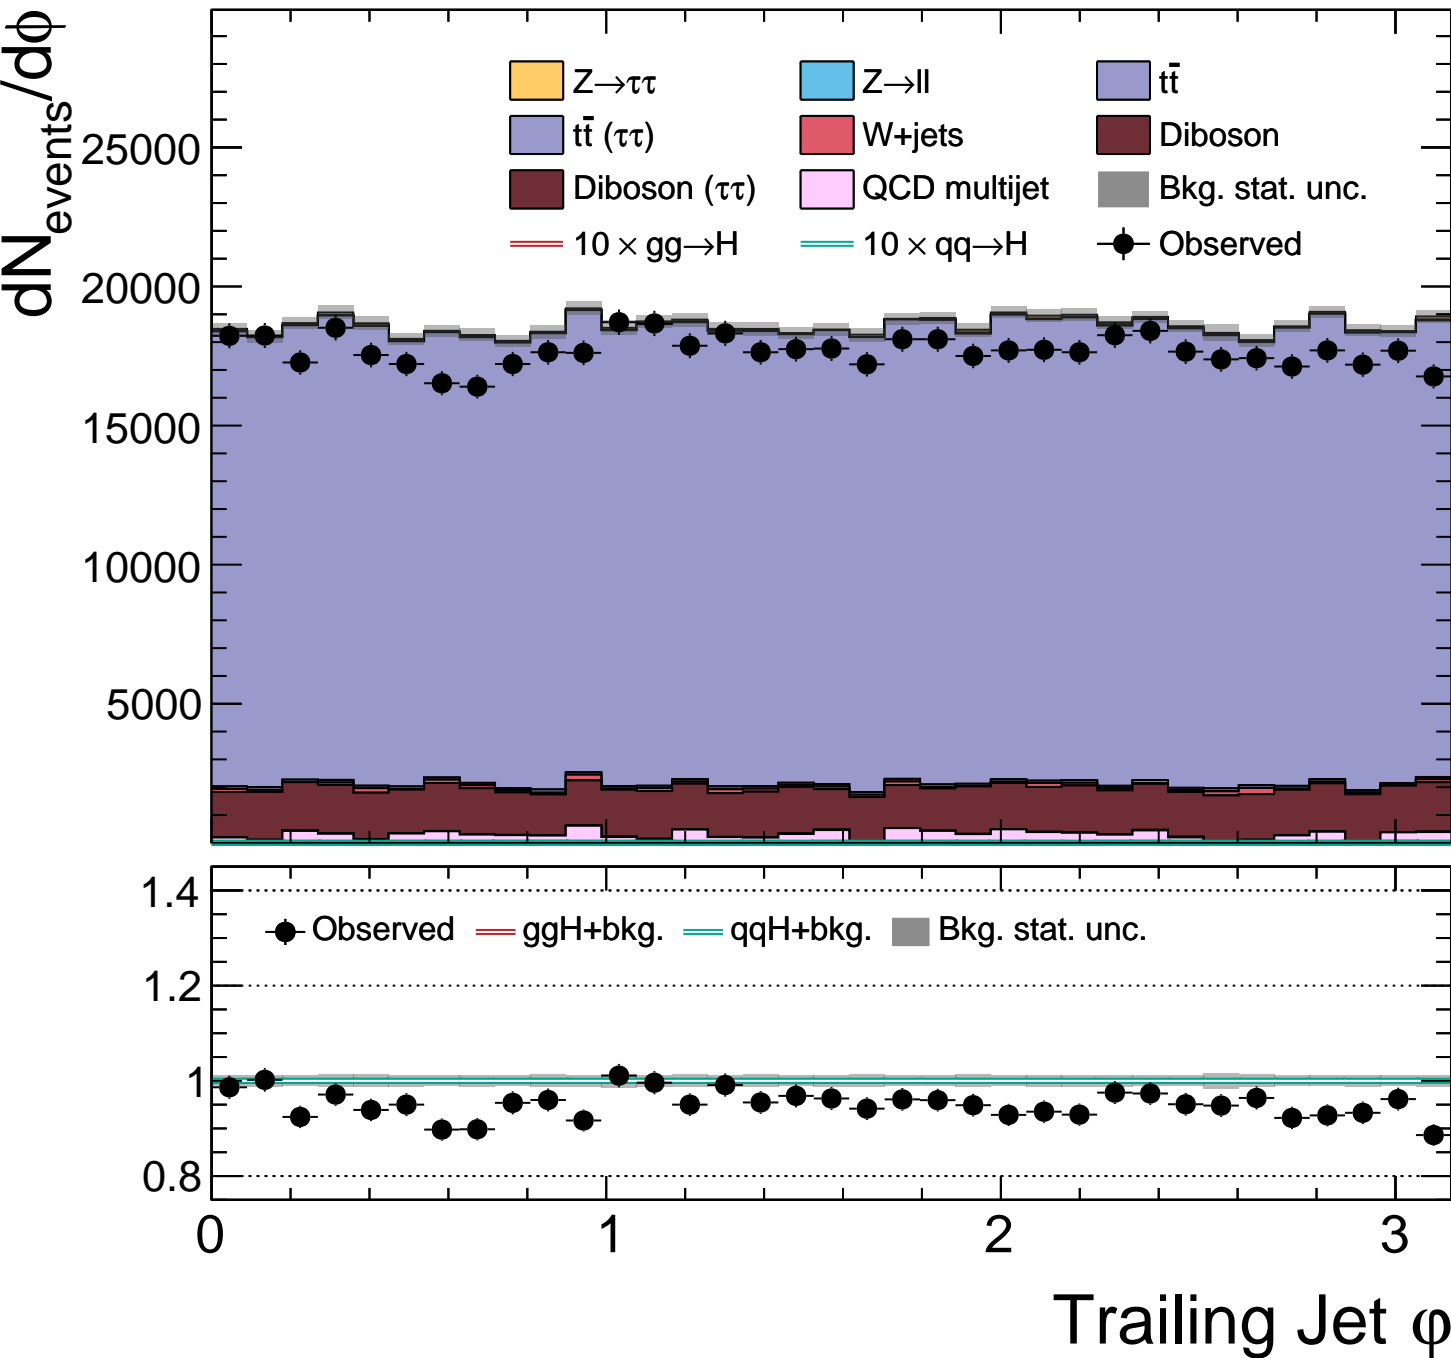 dN_events/dϕ
Z→ττ Z→ll tt̄
tt̄ (ττ) W+jets Diboson
Diboson (ττ) QCD multijet Bkg. stat. unc.
10 × gg→H 10 × qq→H Observed
25000
20000
15000
10000
5000
1.4
Observed ggH+bkg. qqH+bkg. Bkg. stat. unc.
1.2
1
0.8
0 1 2 3
Trailing Jet φ